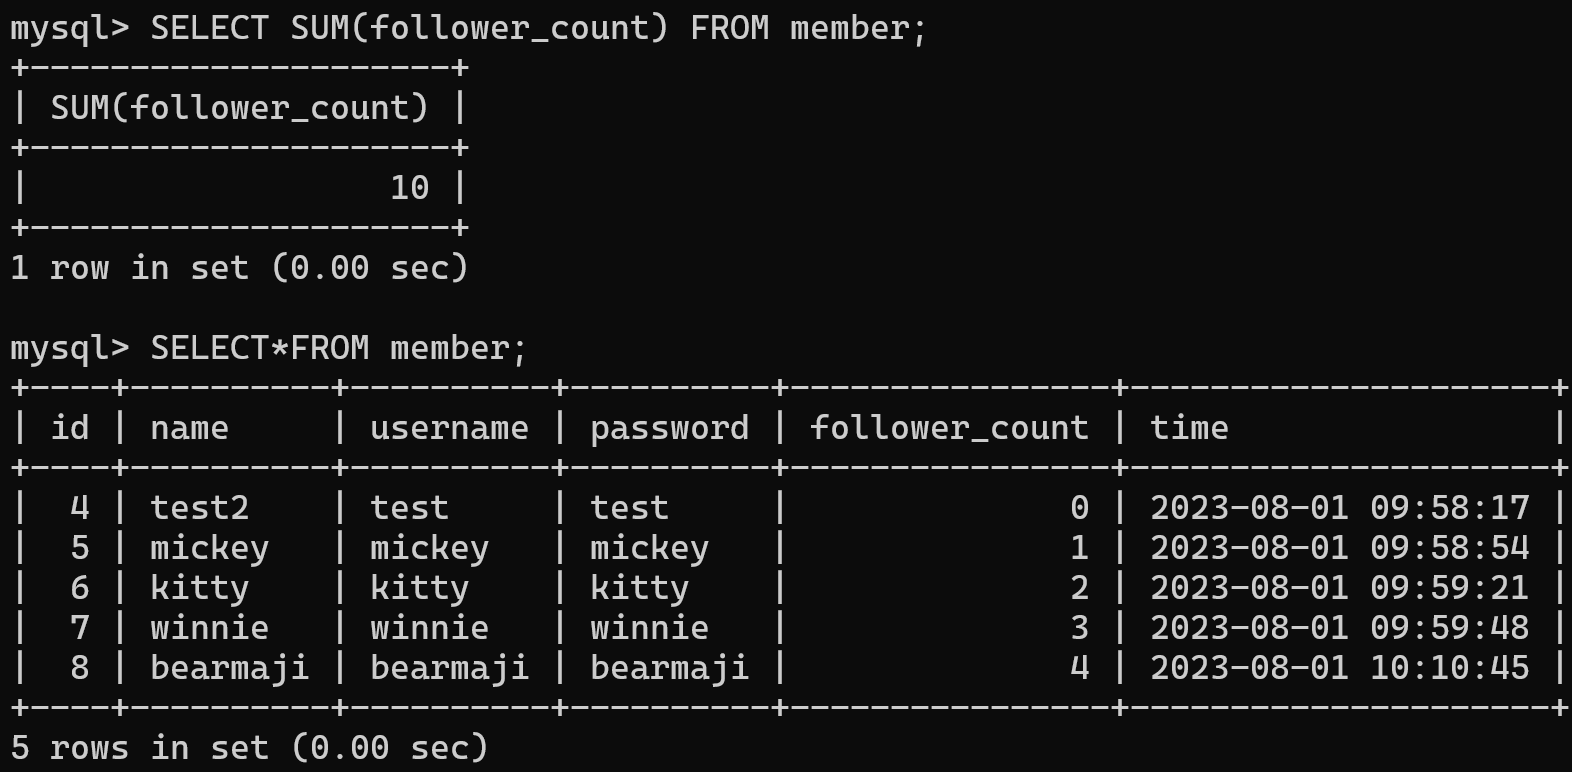 mysql> SELECT SUM(follower_count) FROM member;
+---------------------+
| SUM(follower_count) |
+---------------------+
|                  10 |
+---------------------+
1 row in set (0.00 sec)

mysql> SELECT*FROM member;
+----+----------+----------+----------+----------------+---------------------+
| id | name     | username | password | follower_count | time                |
+----+----------+----------+----------+----------------+---------------------+
|  4 | test2    | test     | test     |              0 | 2023-08-01 09:58:17 |
|  5 | mickey   | mickey   | mickey   |              1 | 2023-08-01 09:58:54 |
|  6 | kitty    | kitty    | kitty    |              2 | 2023-08-01 09:59:21 |
|  7 | winnie   | winnie   | winnie   |              3 | 2023-08-01 09:59:48 |
|  8 | bearmaji | bearmaji | bearmaji |              4 | 2023-08-01 10:10:45 |
+----+----------+----------+----------+----------------+---------------------+
5 rows in set (0.00 sec)